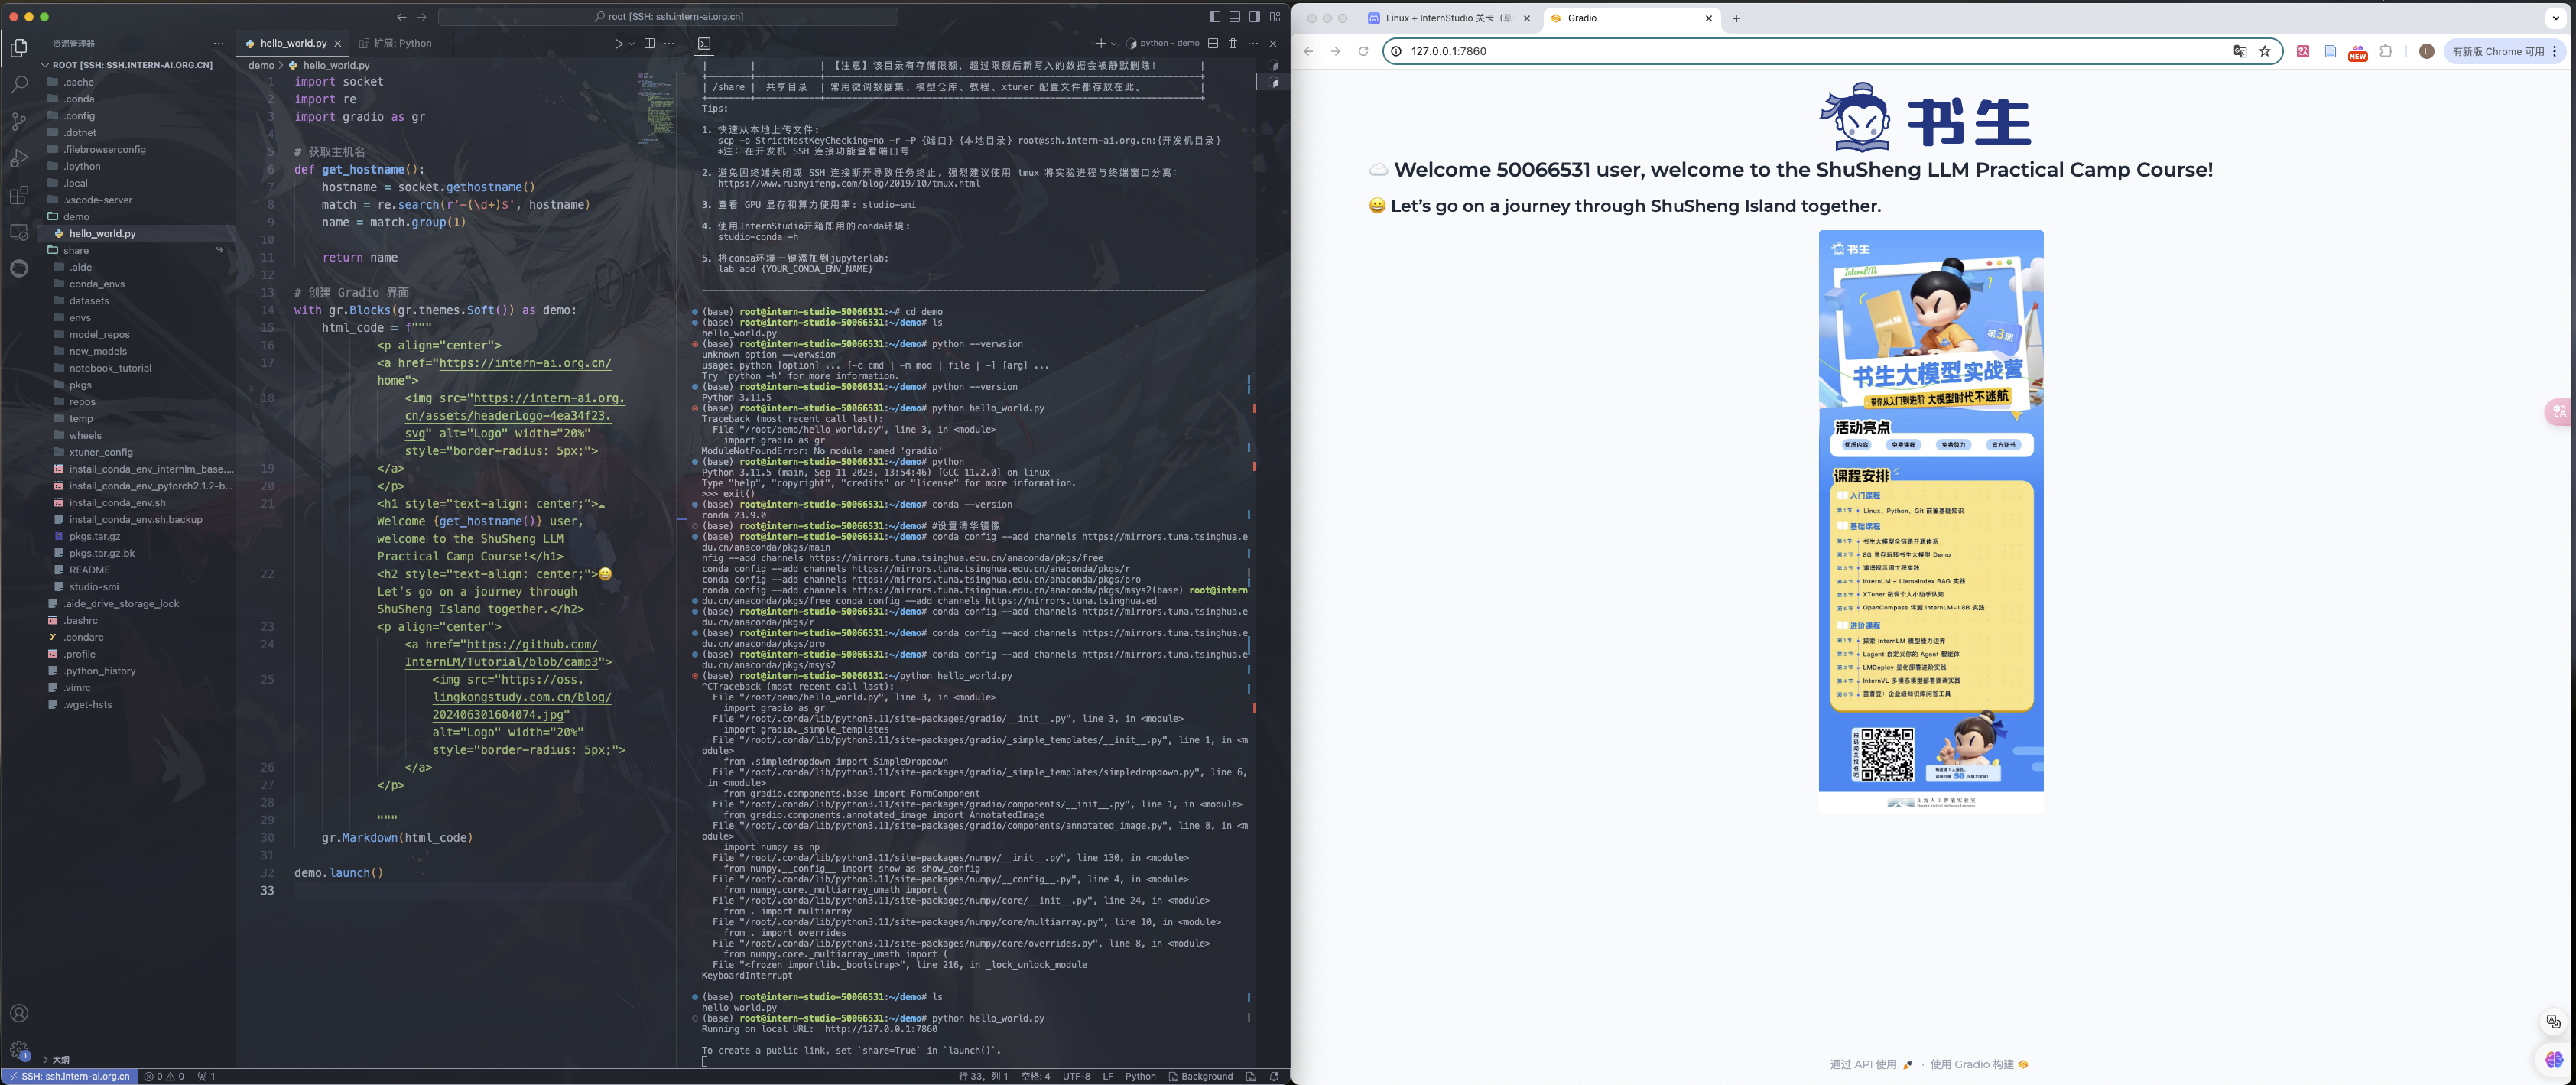 root [SSH: ssh.intern-ai.org.cn]
资源管理器
ROOT [SSH: SSH.INTERN-AI.ORG.CN]
.cache
.conda
.config
.dotnet
.filebrowserconfig
.ipython
.local
.vscode-server
demo
hello_world.py
share
.aide
conda_envs
datasets
envs
model_repos
new_models
notebook_tutorial
pkgs
repos
temp
wheels
xtuner_config
install_conda_env_internlm_base....
install_conda_env_pytorch2.1.2-b...
install_conda_env.sh
install_conda_env.sh.backup
pkgs.tar.gz
pkgs.tar.gz.bk
README
studio-smi
.aide_drive_storage_lock
.bashrc
.condarc
.profile
.python_history
.vimrc
.wget-hsts
大纲
hello_world.py
扩展: Python
demo > hello_world.py
1 import socket
2 import re
3 import gradio as gr
4
5 # 获取主机名
6 def get_hostname():
7 hostname = socket.gethostname()
8 match = re.search(r'-(\d+)$', hostname)
9 name = match.group(1)
10
11 return name
12
13 # 创建 Gradio 界面
14 with gr.Blocks(gr.themes.Soft()) as demo:
15 html_code = f"""
16 <p align="center">
17 <a href="https://intern-ai.org.cn/
home">
18 <img src="https://intern-ai.org.
cn/assets/headerLogo-4ea34f23.
svg" alt="Logo" width="20%"
style="border-radius: 5px;">
19 </a>
20 </p>
21 <h1 style="text-align: center;">☁️
Welcome {get_hostname()} user,
welcome to the ShuSheng LLM
Practical Camp Course!</h1>
22 <h2 style="text-align: center;">😀
Let's go on a journey through
ShuSheng Island together.</h2>
23 <p align="center">
24 <a href="https://github.com/
InternLM/Tutorial/blob/camp3">
25 <img src="https://oss.
lingkongstudy.com.cn/blog/
202406301604074.jpg"
alt="Logo" width="20%"
style="border-radius: 5px;">
26 </a>
27 </p>
28
29 """
30 gr.Markdown(html_code)
31
32 demo.launch()
33
python - demo
| | | 【注意】该目录有存储限额，超过限额后新写入的数据会被静默删除！ |
| /share | 共享目录 | 常用微调数据集、模型仓库、教程、xtuner 配置文件都存放在此。 |
Tips:
1. 快速从本地上传文件：
scp -o StrictHostKeyChecking=no -r -P {端口} {本地目录} root@ssh.intern-ai.org.cn:{开发机目录}
*注：在开发机 SSH 连接功能查看端口号
2. 避免因终端关闭或 SSH 连接断开导致任务终止，强烈建议使用 tmux 将实验进程与终端窗口分离：
https://www.ruanyifeng.com/blog/2019/10/tmux.html
3. 查看 GPU 显存和算力使用率: studio-smi
4. 使用InternStudio开箱即用的conda环境:
studio-conda -h
5. 将conda环境一键添加到jupyterlab:
lab add {YOUR_CONDA_ENV_NAME}
(base) root@intern-studio-50066531:~# cd demo
(base) root@intern-studio-50066531:~/demo# ls
hello_world.py
(base) root@intern-studio-50066531:~/demo# python --verwsion
unknown option --verwsion
usage: python [option] ... [-c cmd | -m mod | file | -] [arg] ...
Try `python -h' for more information.
(base) root@intern-studio-50066531:~/demo# python --version
Python 3.11.5
(base) root@intern-studio-50066531:~/demo# python hello_world.py
Traceback (most recent call last):
File "/root/demo/hello_world.py", line 3, in <module>
import gradio as gr
ModuleNotFoundError: No module named 'gradio'
(base) root@intern-studio-50066531:~/demo# python
Python 3.11.5 (main, Sep 11 2023, 13:54:46) [GCC 11.2.0] on linux
Type "help", "copyright", "credits" or "license" for more information.
>>> exit()
(base) root@intern-studio-50066531:~/demo# conda --version
conda 23.9.0
(base) root@intern-studio-50066531:~/demo# #设置清华镜像
(base) root@intern-studio-50066531:~/demo# conda config --add channels https://mirrors.tuna.tsinghua.e
du.cn/anaconda/pkgs/main
nfig --add channels https://mirrors.tuna.tsinghua.edu.cn/anaconda/pkgs/free
conda config --add channels https://mirrors.tuna.tsinghua.edu.cn/anaconda/pkgs/r
conda config --add channels https://mirrors.tuna.tsinghua.edu.cn/anaconda/pkgs/pro
conda config --add channels https://mirrors.tuna.tsinghua.edu.cn/anaconda/pkgs/msys2(base) root@intern
du.cn/anaconda/pkgs/free conda config --add channels https://mirrors.tuna.tsinghua.ed
(base) root@intern-studio-50066531:~/demo# conda config --add channels https://mirrors.tuna.tsinghua.e
du.cn/anaconda/pkgs/r
(base) root@intern-studio-50066531:~/demo# conda config --add channels https://mirrors.tuna.tsinghua.e
du.cn/anaconda/pkgs/pro
(base) root@intern-studio-50066531:~/demo# conda config --add channels https://mirrors.tuna.tsinghua.e
du.cn/anaconda/pkgs/msys2
(base) root@intern-studio-50066531:~/python hello_world.py
^CTraceback (most recent call last):
File "/root/demo/hello_world.py", line 3, in <module>
import gradio as gr
File "/root/.conda/lib/python3.11/site-packages/gradio/__init__.py", line 3, in <module>
import gradio._simple_templates
File "/root/.conda/lib/python3.11/site-packages/gradio/_simple_templates/__init__.py", line 1, in <m
odule>
from .simpledropdown import SimpleDropdown
File "/root/.conda/lib/python3.11/site-packages/gradio/_simple_templates/simpledropdown.py", line 6,
in <module>
from gradio.components.base import FormComponent
File "/root/.conda/lib/python3.11/site-packages/gradio/components/__init__.py", line 1, in <module>
from gradio.components.annotated_image import AnnotatedImage
File "/root/.conda/lib/python3.11/site-packages/gradio/components/annotated_image.py", line 8, in <m
odule>
import numpy as np
File "/root/.conda/lib/python3.11/site-packages/numpy/__init__.py", line 130, in <module>
from numpy.__config__ import show as show_config
File "/root/.conda/lib/python3.11/site-packages/numpy/__config__.py", line 4, in <module>
from numpy.core._multiarray_umath import (
File "/root/.conda/lib/python3.11/site-packages/numpy/core/__init__.py", line 24, in <module>
from . import multiarray
File "/root/.conda/lib/python3.11/site-packages/numpy/core/multiarray.py", line 10, in <module>
from . import overrides
File "/root/.conda/lib/python3.11/site-packages/numpy/core/overrides.py", line 8, in <module>
from numpy.core._multiarray_umath import (
File "<frozen importlib._bootstrap>", line 216, in _lock_unlock_module
KeyboardInterrupt
(base) root@intern-studio-50066531:~/demo# ls
hello_world.py
(base) root@intern-studio-50066531:~/demo# python hello_world.py
Running on local URL: http://127.0.0.1:7860
To create a public link, set `share=True` in `launch()`.
SSH: ssh.intern-ai.org.cn
0 0
1
行 33，列 1
空格: 4
UTF-8
LF
Python
Background
Linux + InternStudio 关卡
Gradio
127.0.0.1:7860
NEW
L
有新版 Chrome 可用
书生
☁️ Welcome 50066531 user, welcome to the ShuSheng LLM Practical Camp Course!
😀 Let's go on a journey through ShuSheng Island together.
书生
InternLM
第3期
书生大模型实战营
带你从入门到进阶 大模型时代不迷航
活动亮点
优质内容 免费课程 免费算力 官方证书
课程安排
入门课程
第1节 Linux、Python、Git 前置基础知识
基础课程
第1节 书生大模型全链路开源体系
第2节 8G 显存玩转书生大模型 Demo
第3节 浦语提示词工程实践
第4节 InternLM + LlamaIndex RAG 实践
第5节 XTuner 微调个人小助手认知
第6节 OpenCompass 评测 InternLM-1.8B 实践
进阶课程
第1节 探索 InternLM 模型能力边界
第2节 Lagent 自定义你的 Agent 智能体
第3节 LMDeploy 量化部署进阶实践
第4节 InternVL 多模态模型部署微调实践
第5节 茴香豆：企业级知识库问答工具
上海人工智能实验室
通过 API 使用 · 使用 Gradio 构建